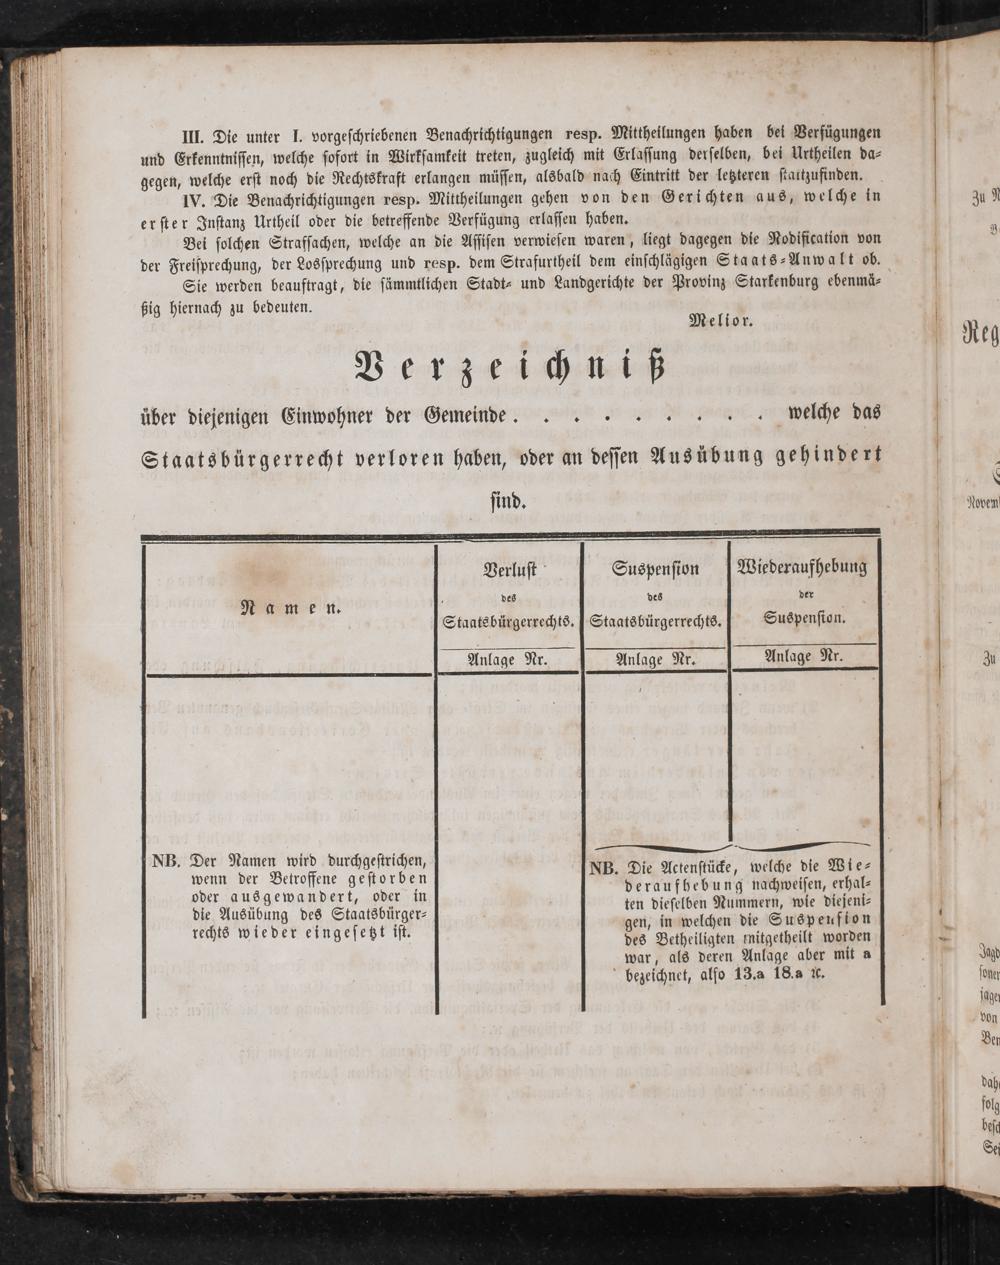 III. Die unter I. vorgeschriebenen Benachrichtigungen resp. Mittheilungen haben bei Verfügungen
und Erkenntnissen, welche sofort in Wirksamkeit treten, zugleich mit Erlassung derselben, bei Urtheilen da=
gegen, welche erst noch die Rechtskraft erlangen müssen, alsbald nach Eintritt der letzteren stattzufinden.
IV. Die Benachrichtigungen resp. Mittheilungen gehen von den Gerichten aus, welche in
erster Instanz Urtheil oder die betreffende Verfügung erlassen haben.
Bei solchen Strafsachen, welche an die Assisen verwiesen waren, liegt dagegen die Nodification von
der Freisprechung, der Lossprechung und resp. dem Strafurtheil dem einschlägigen Staats=Anwalt ob.
Sie werden beauftragt, die sämmtlichen Stadt= und Landgerichte der Provinz Starkenburg ebenmä=
ßig hiernach zu bedeuten.
Melior.
Verzeichniß
über diejenigen Einwohner der Gemeinde . . . . . . . . . welche das
Staatsbürgerrecht verloren haben, oder an dessen Ausübung gehindert
sind.
Namen.
Verlust
des
Staatsbürgerrechts.
Anlage Nr.
Suspension
des
Staatsbürgerrechts.
Anlage Nr.
Wiederaufhebung
der
Suspension.
Anlage Nr.
NB. Der Namen wird durchgestrichen,
wenn der Betroffene gestorben
oder ausgewandert, oder in
die Ausübung des Staatsbürger=
rechts wieder eingesetzt ist.
NB. Die Actenstücke, welche die Wie=
deraufhebung nachweisen, erhal=
ten dieselben Nummern, wie diejeni=
gen, in welchen die Suspension
des Betheiligten mitgetheilt worden
war, als deren Anlage aber mit a
bezeichnet, also 13.a 18.a ꝛc.